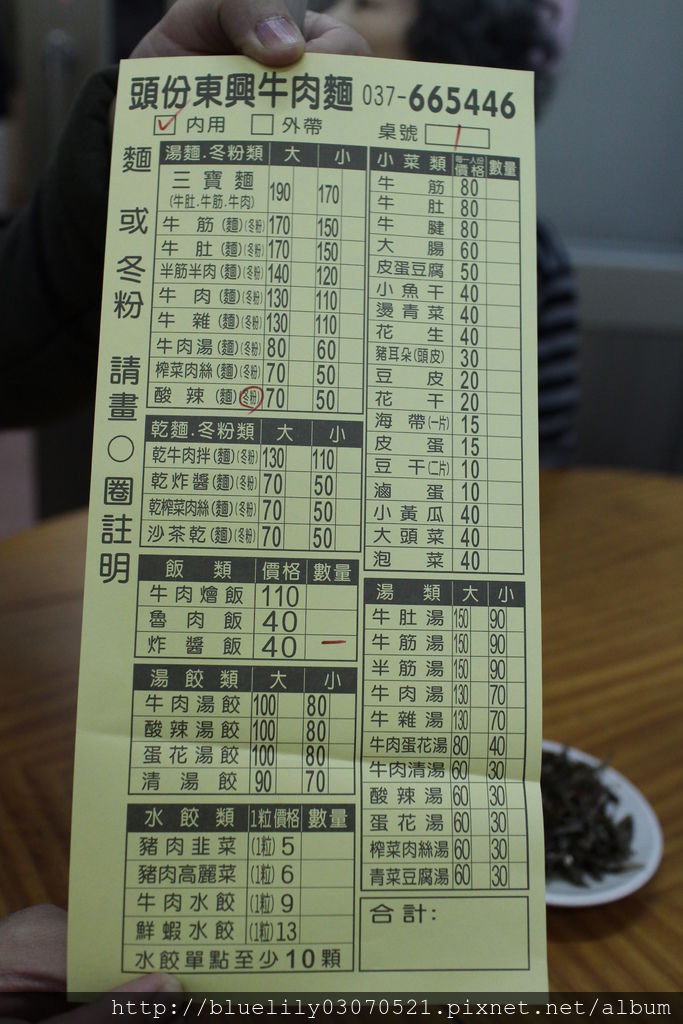 頭份東興牛肉麵 037-665446
內用 外帶 桌號
麵或冬粉請畫○圈註明
湯麵.冬粉類 大 小
三寶麵 190 170
(牛肚.牛筋.牛肉)
牛筋(麵)(冬粉) 170 150
牛肚(麵)(冬粉) 170 150
半筋半肉(麵)(冬粉) 140 120
牛肉(麵)(冬粉) 130 110
牛雜(麵)(冬粉) 130 110
牛肉湯(麵)(冬粉) 80 60
榨菜肉絲(麵)(冬粉) 70 50
酸辣(麵)(冬粉) 70 50
乾麵.冬粉類 大 小
乾牛肉拌(麵)(冬粉) 130 110
乾炸醬(麵)(冬粉) 70 50
乾榨菜肉絲(麵)(冬粉) 70 50
沙茶乾(麵)(冬粉) 70 50
飯類 價格 數量
牛肉燴飯 110
魯肉飯 40
炸醬飯 40 一
湯餃類 大 小
牛肉湯餃 100 80
酸辣湯餃 100 80
蛋花湯餃 100 80
清湯餃 90 70
水餃類 1粒價格 數量
豬肉韭菜 (1粒) 5
豬肉高麗菜 (1粒) 6
牛肉水餃 (1粒) 9
鮮蝦水餃 (1粒) 13
水餃單點至少10顆
小菜類 每一人份價格 數量
牛筋 80
牛肚 80
牛腱 80
大腸 60
皮蛋豆腐 50
小魚干 40
燙青菜 40
花生 40
豬耳朵(頭皮) 30
豆皮 20
花干 20
海帶(一片) 15
皮蛋 15
豆干(二片) 10
滷蛋 10
小黃瓜 40
大頭菜 40
泡菜 40
湯類 大 小
牛肚湯 150 90
牛筋湯 150 90
半筋湯 150 90
牛肉湯 130 70
牛雜湯 130 70
牛肉蛋花湯 80 40
牛肉清湯 60 30
酸辣湯 60 30
蛋花湯 60 30
榨菜肉絲湯 60 30
青菜豆腐湯 60 30
合計:
http://bluelily03070521.pixnet.net/album